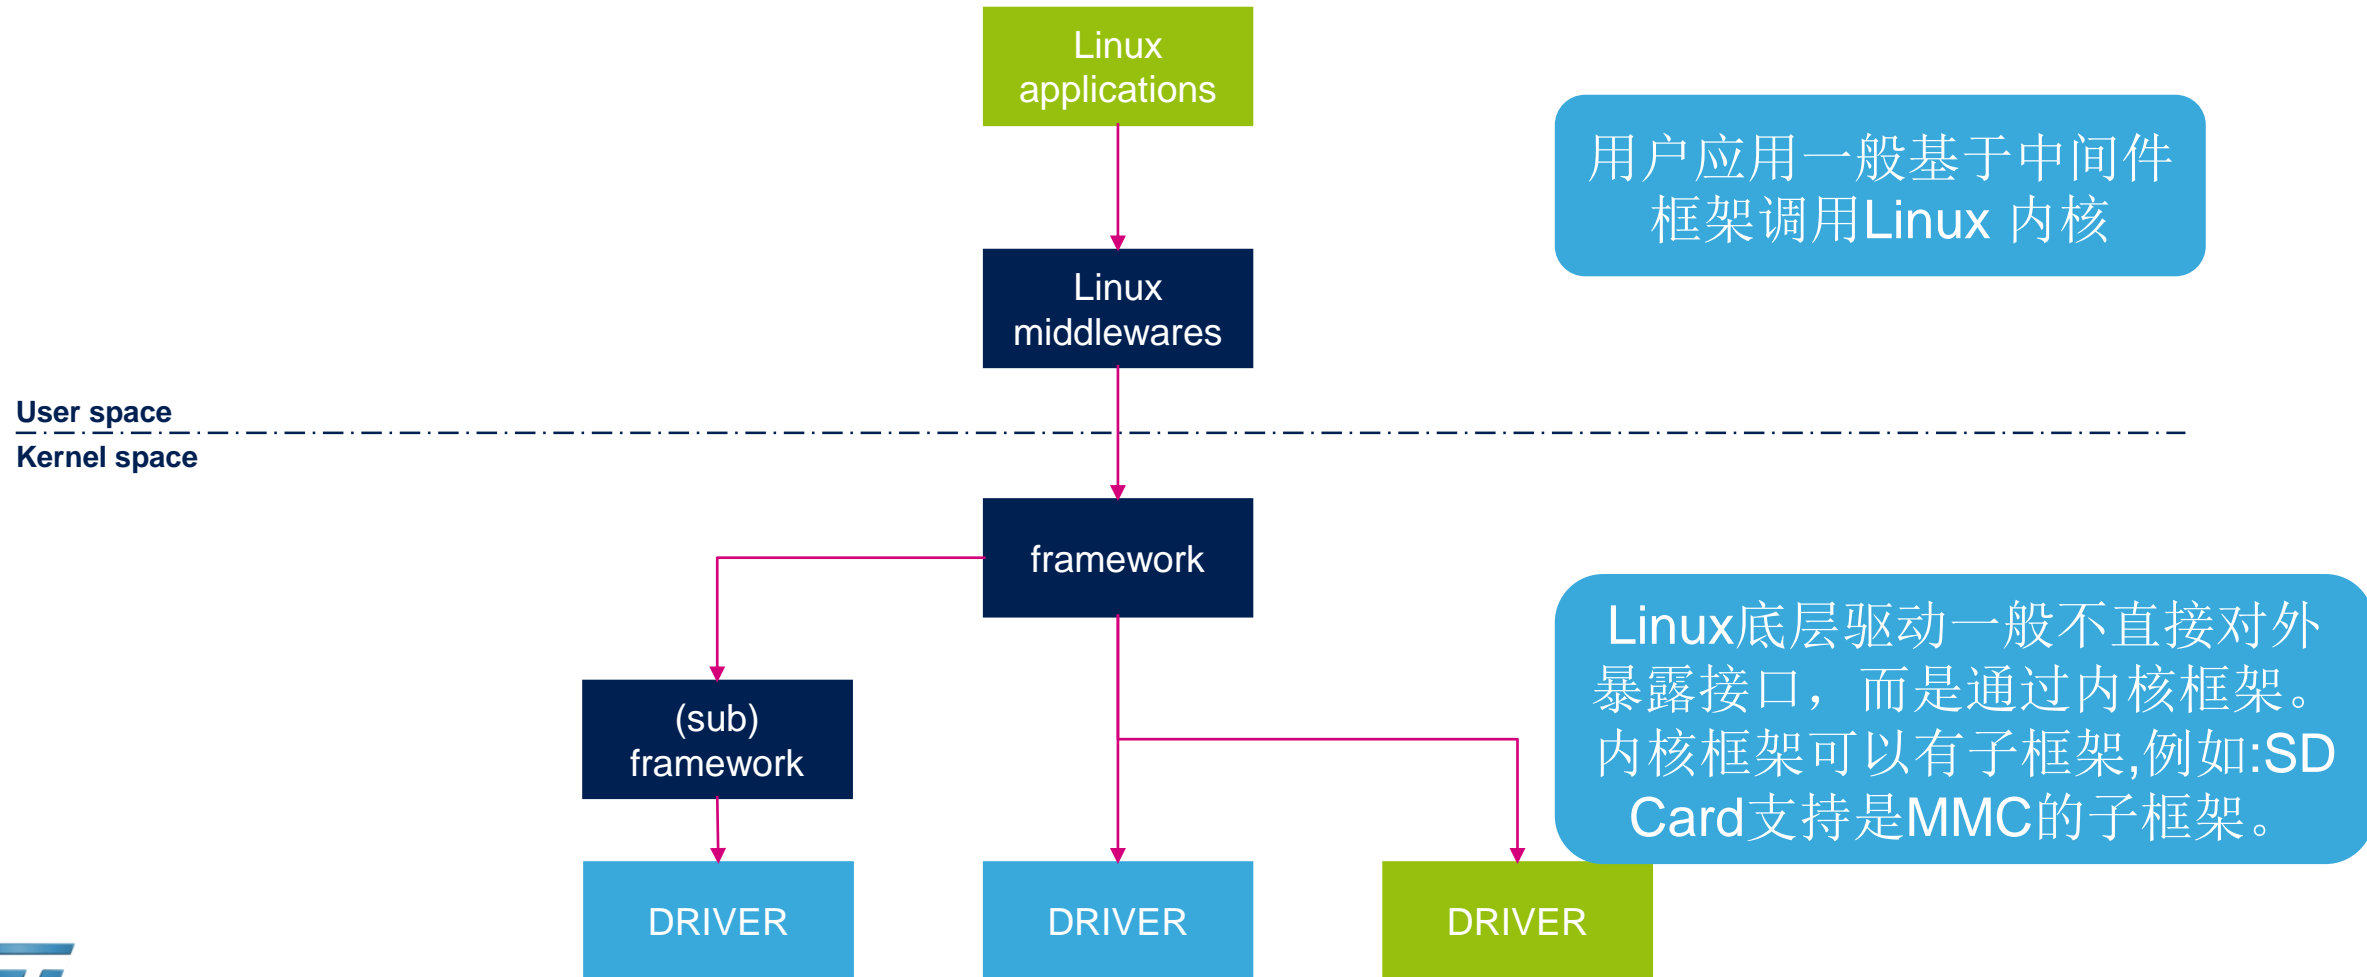 Linux
applications
用户应用一般基于中间件
框架调用Linux 内核
Linux
middlewares
User space
Kernel space
framework
Linux底层驱动一般不直接对外
暴露接口，而是通过内核框架。
内核框架可以有子框架,例如:SD
Card支持是MMC的子框架。
(sub)
framework
DRIVER
DRIVER
DRIVER